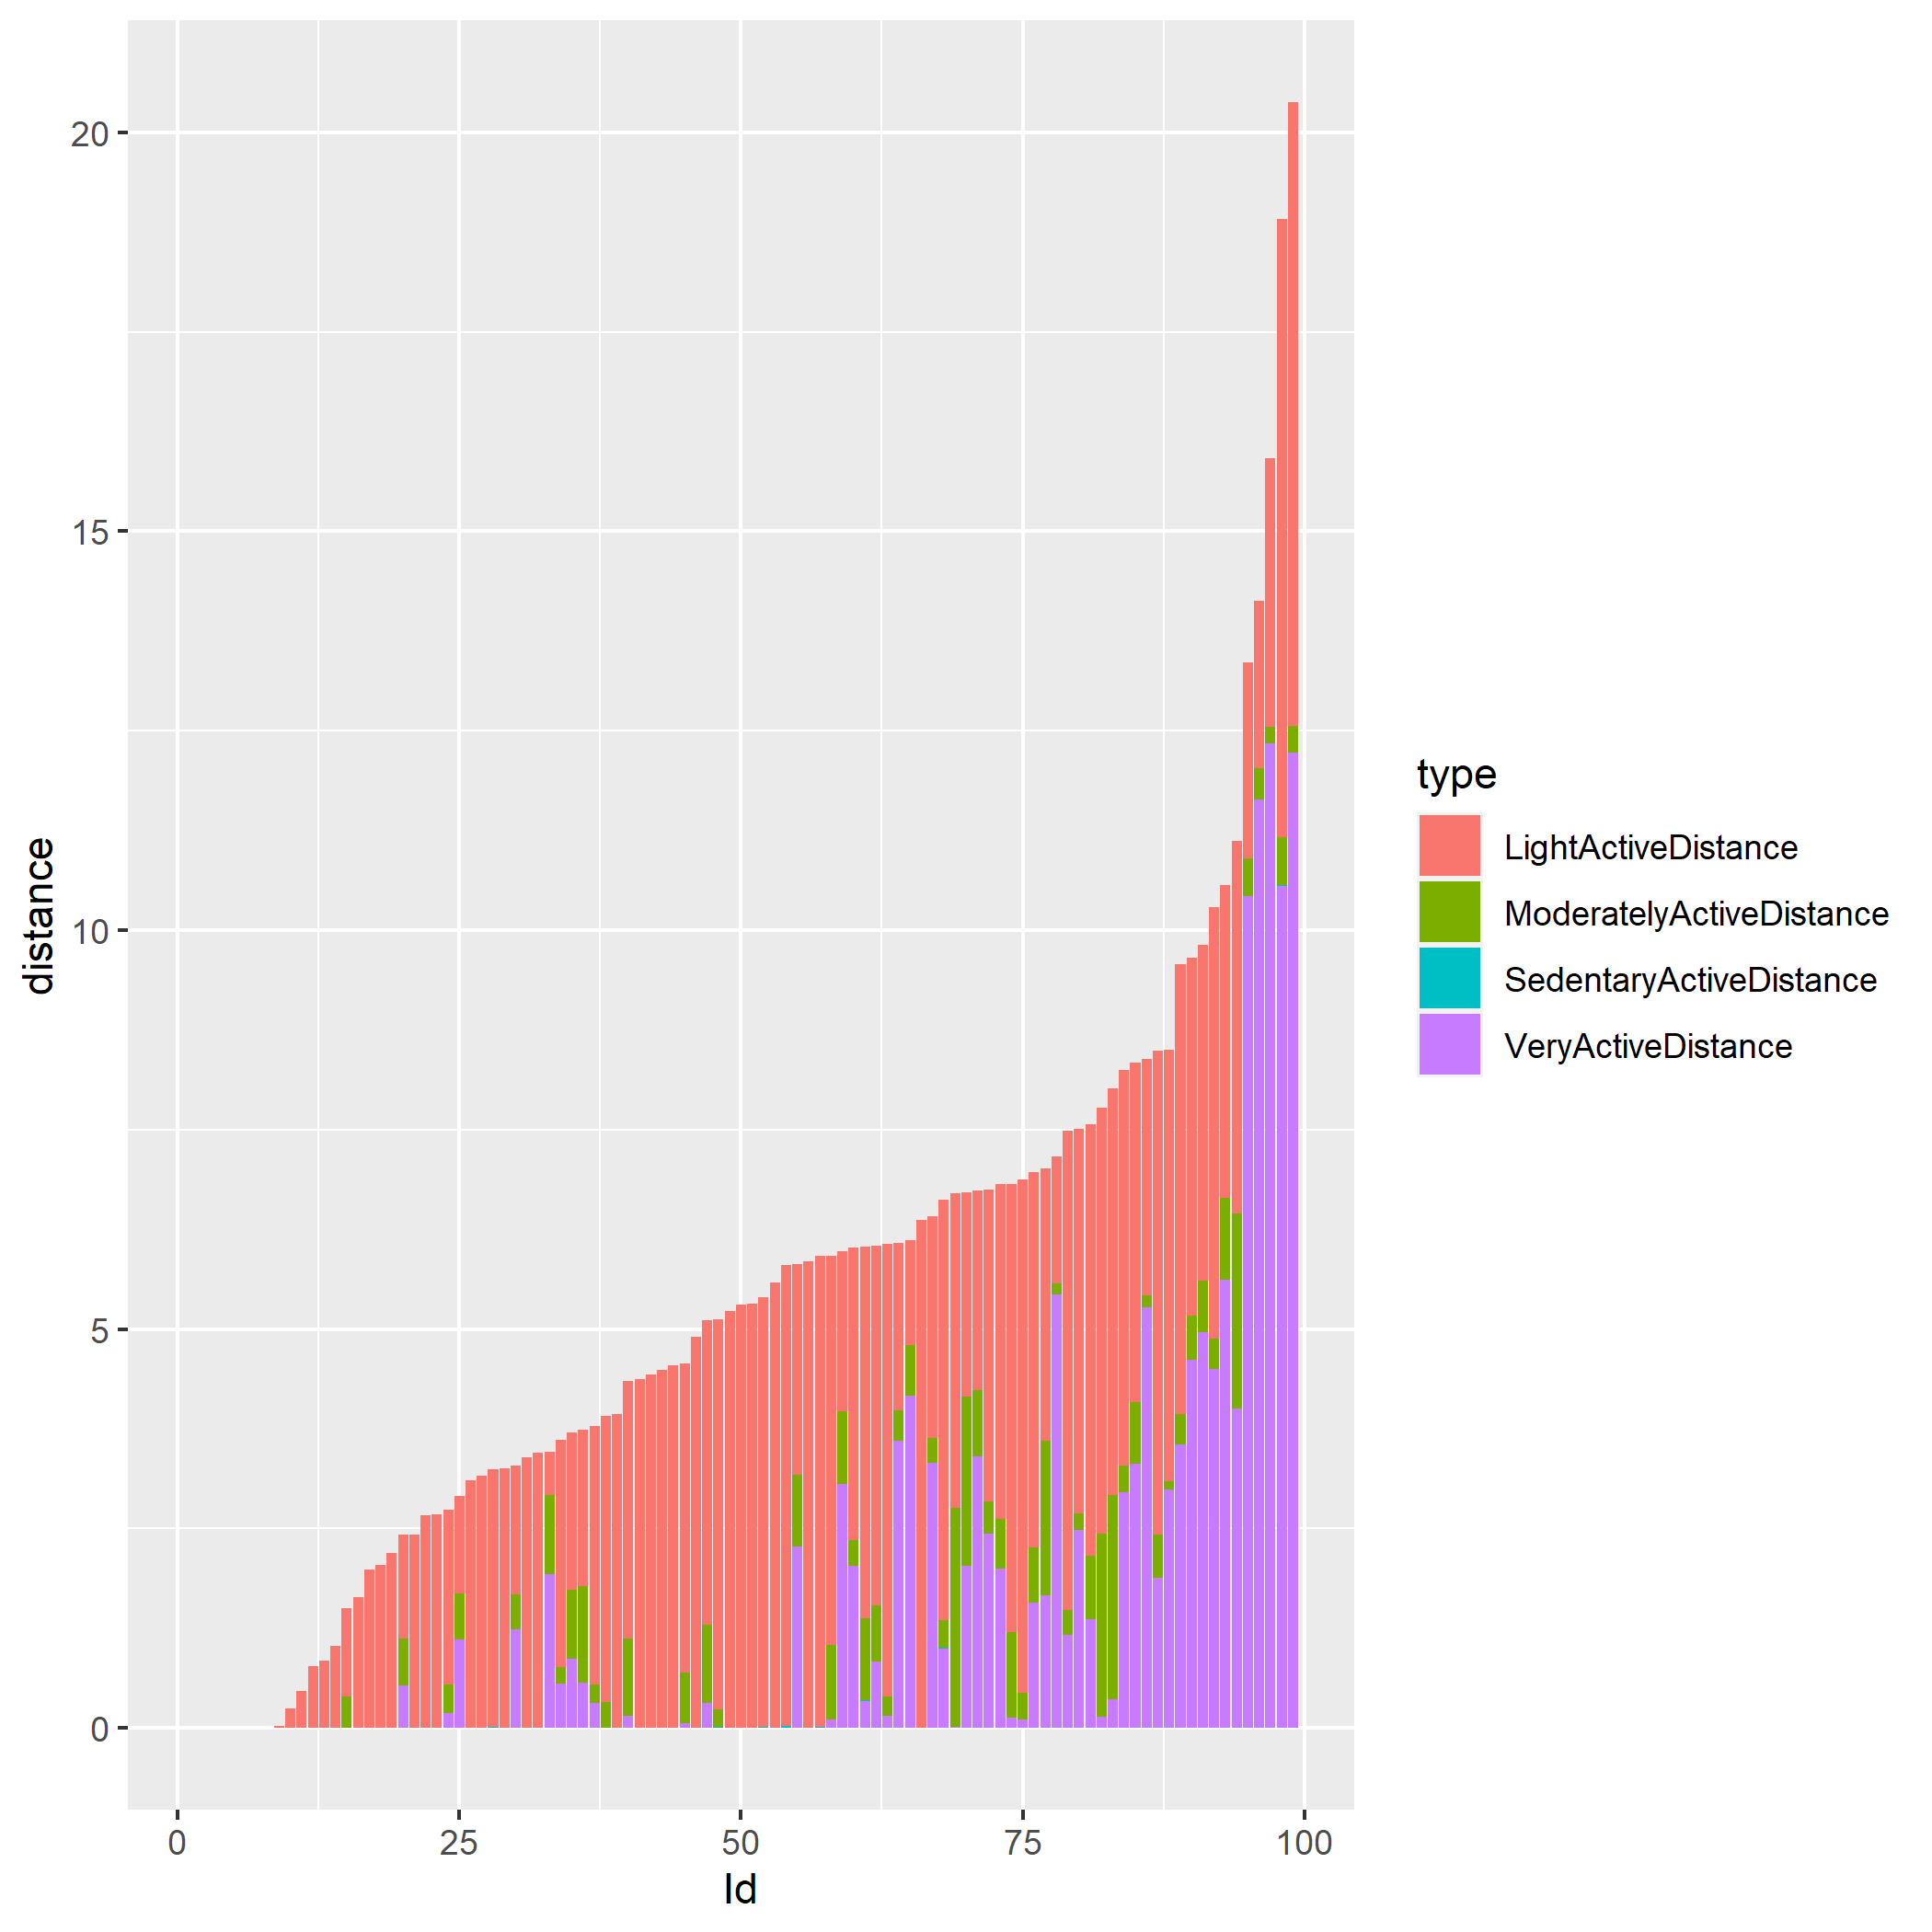 20
15
10
5
0
distance
0 25 50 75 100
Id
type
LightActiveDistance
ModeratelyActiveDistance
SedentaryActiveDistance
VeryActiveDistance